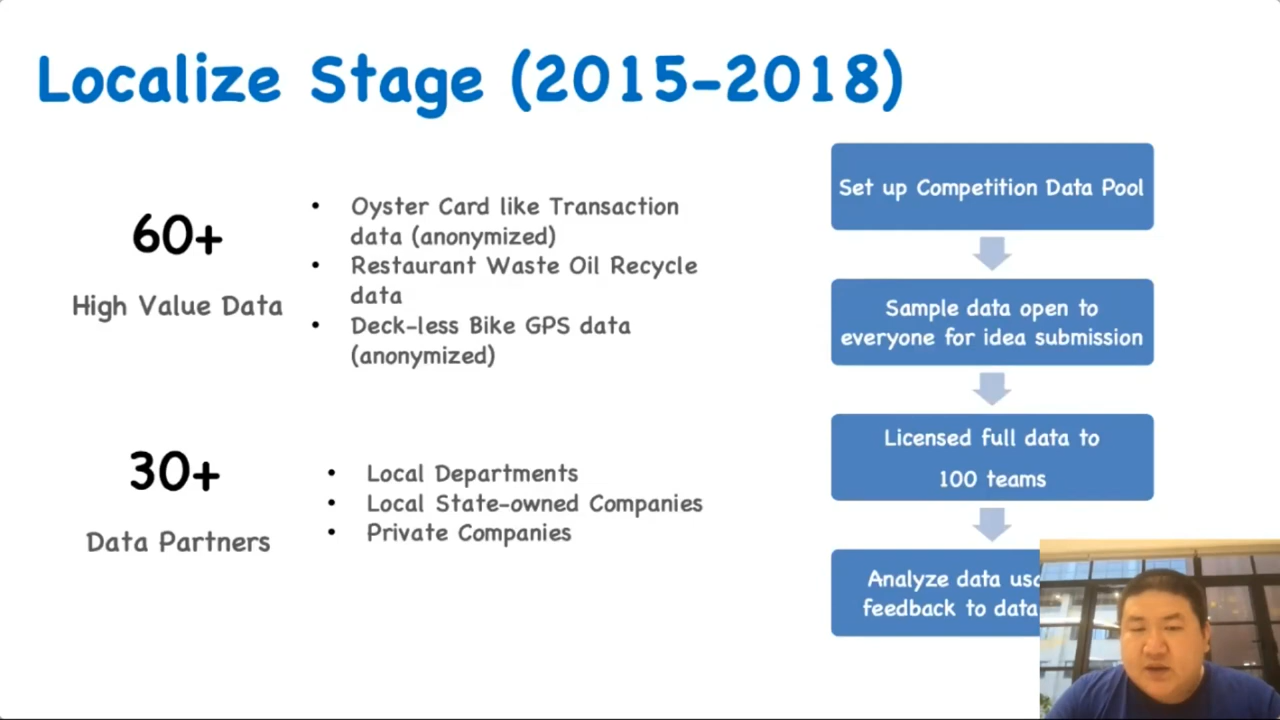 Localize Stage (2015-2018)
60+
High Value Data
• Oyster Card like Transaction
data (anonymized)
• Restaurant Waste Oil Recycle
data
• Deck-less Bike GPS data
(anonymized)
30+
Data Partners
• Local Departments
• Local State-owned Companies
• Private Companies
Set up Competition Data Pool
Sample data open to
everyone for idea submission
Licensed full data to
100 teams
Analyze data
feedback to data